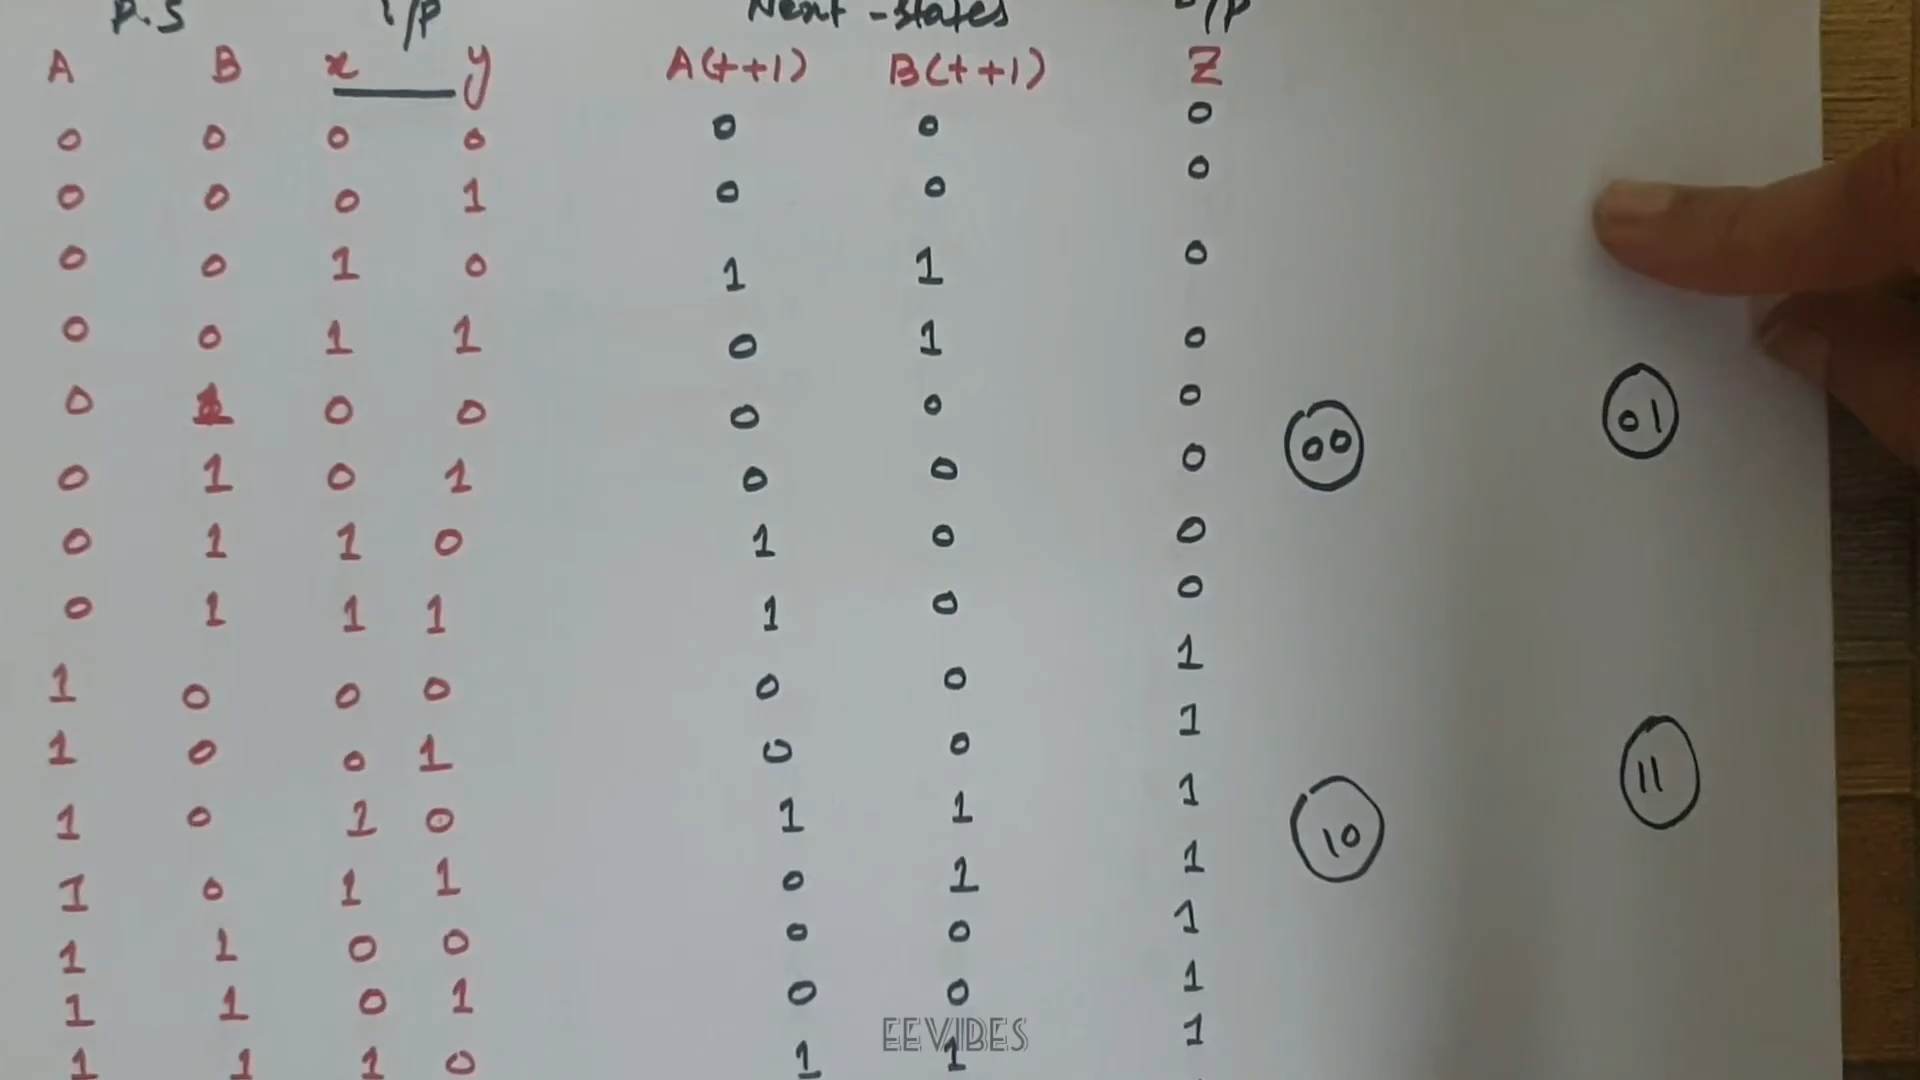 P.S I/P Next-states O/P
A B x y A(t+1) B(t+1) Z
0 0 0 0 0 0 0
0 0 0 1 0 0 0
0 0 1 0 1 1 0
0 0 1 1 0 1 0
0 1 0 0 0 0 0
0 1 0 1 0 0 0
0 1 1 0 1 0 0
0 1 1 1 1 0 0
1 0 0 0 0 0 1
1 0 0 1 0 0 1
1 0 1 0 1 1 1
1 0 1 1 0 1 1
1 1 0 0 0 0 1
1 1 0 1 0 0 1
1 1 1 0 1 1 1
00
01
10
11
EEVIBES